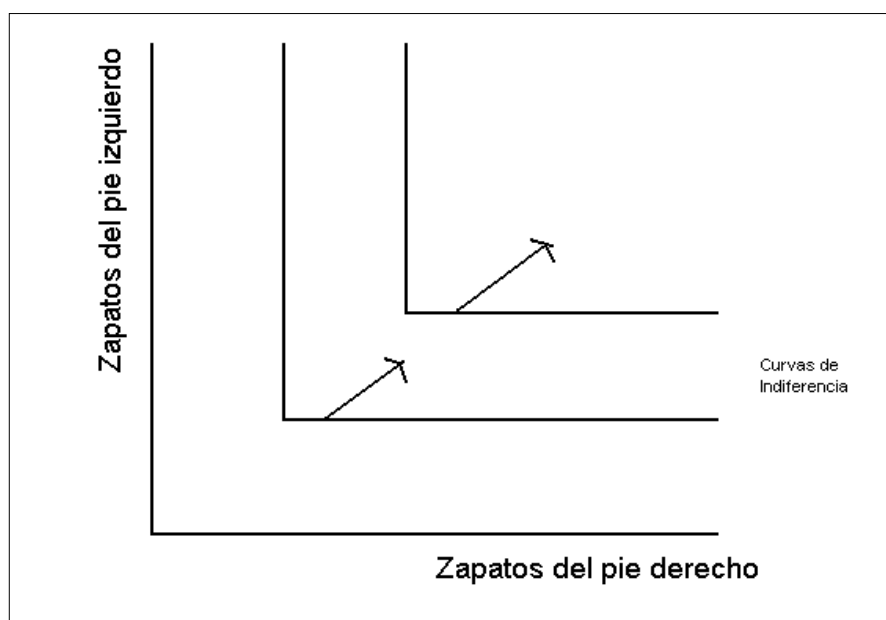 Zapatos del pie izquierdo
Curvas de
Indiferencia
Zapatos del pie derecho